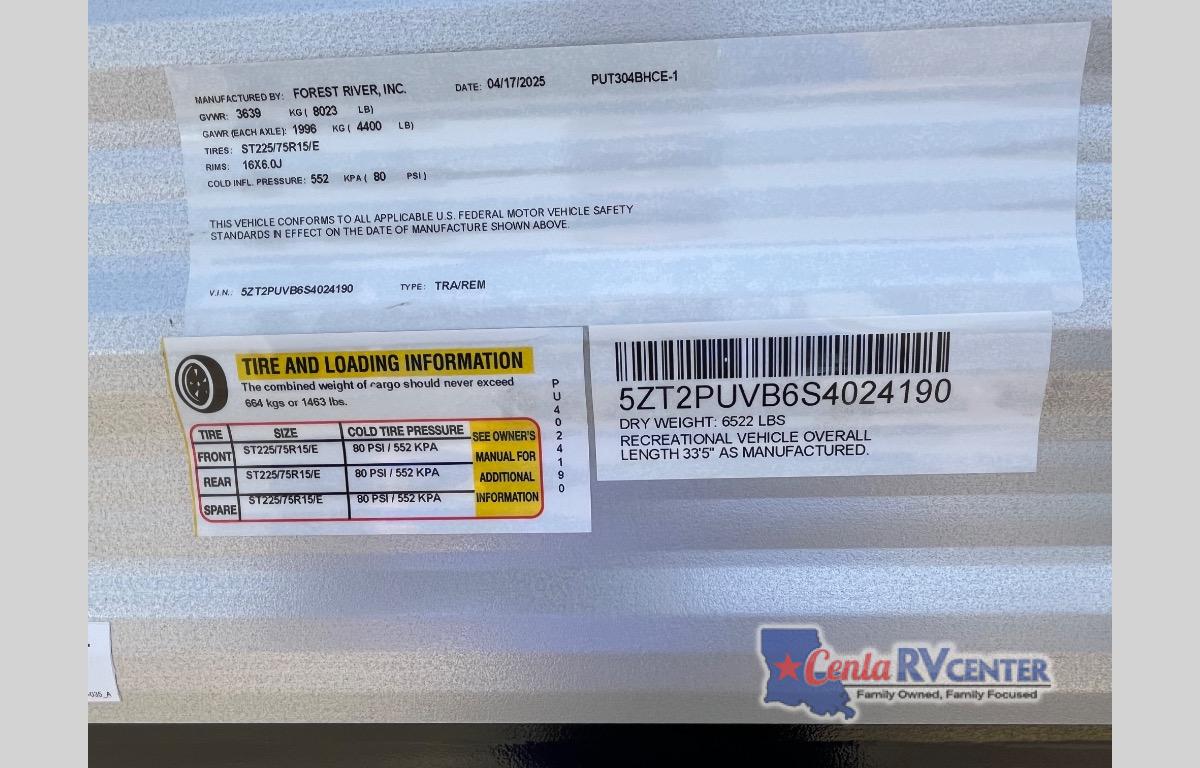 MANUFACTURED BY: FOREST RIVER, INC. DATE: 04/17/2025 PUT304BHCE-1
GVWR: 3639 KG ( 8023 LB)
GAWR (EACH AXLE): 1996 KG ( 4400 LB)
TIRES: ST225/75R15/E
RIMS: 16X6.0J
COLD INFL. PRESSURE: 552 KPA ( 80 PSI )
THIS VEHICLE CONFORMS TO ALL APPLICABLE U.S. FEDERAL MOTOR VEHICLE SAFETY
STANDARDS IN EFFECT ON THE DATE OF MANUFACTURE SHOWN ABOVE.
V.I.N.: 5ZT2PUVB6S4024190 TYPE: TRA/REM
TIRE AND LOADING INFORMATION
The combined weight of cargo should never exceed
664 kgs or 1463 lbs.
TIRE SIZE COLD TIRE PRESSURE
FRONT ST225/75R15/E 80 PSI / 552 KPA
REAR ST225/75R15/E 80 PSI / 552 KPA
SPARE ST225/75R15/E 80 PSI / 552 KPA
SEE OWNER'S
MANUAL FOR
ADDITIONAL
INFORMATION
PU4024190
5ZT2PUVB6S4024190
DRY WEIGHT: 6522 LBS
RECREATIONAL VEHICLE OVERALL
LENGTH 33'5" AS MANUFACTURED.
-035_A
Cenla RV CENTER
Family Owned, Family Focused